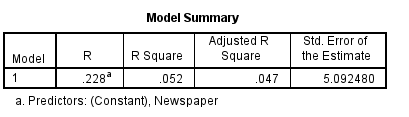 Model Summary
Model R R Square Adjusted R Square Std. Error of the Estimate
1 .228a .052 .047 5.092480
a. Predictors: (Constant), Newspaper